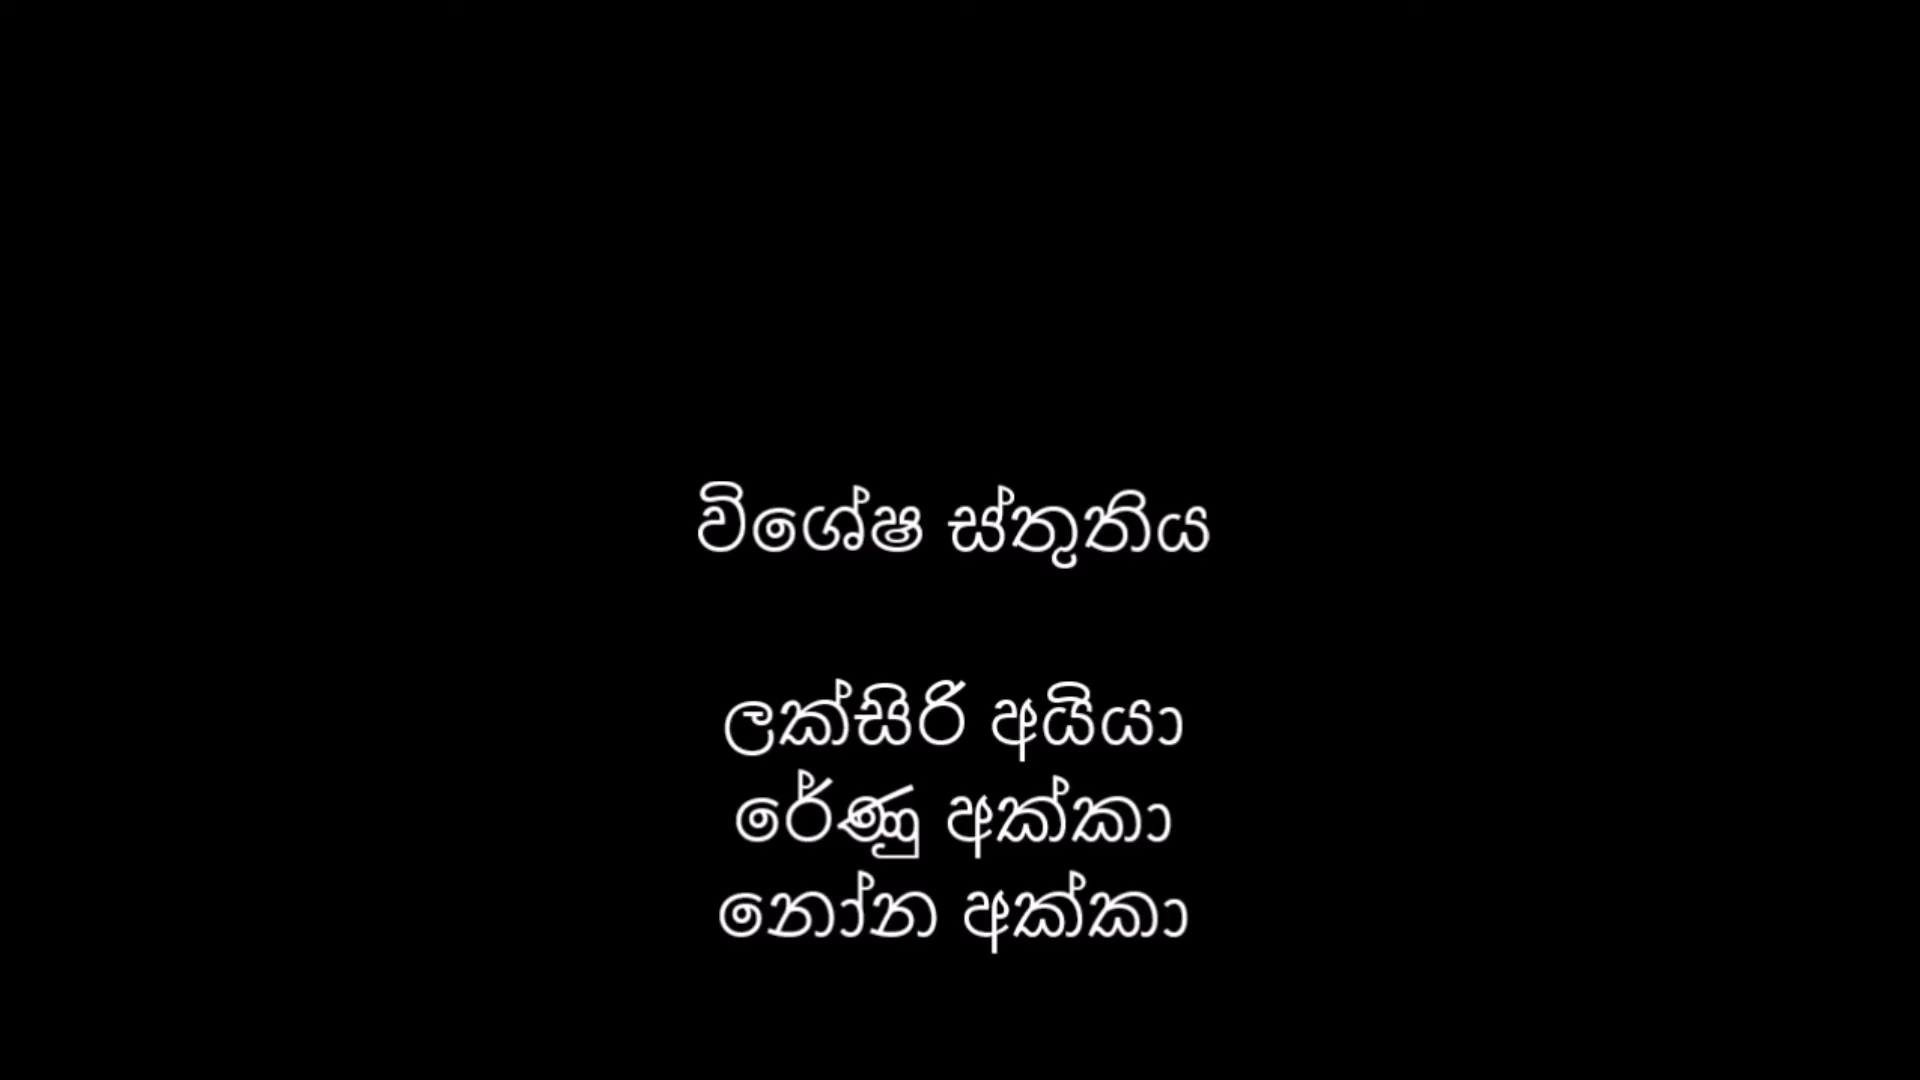 විශේෂ ස්තුතිය
ලක්සිරි අයියා
රේණු අක්කා
නෝන අක්කා